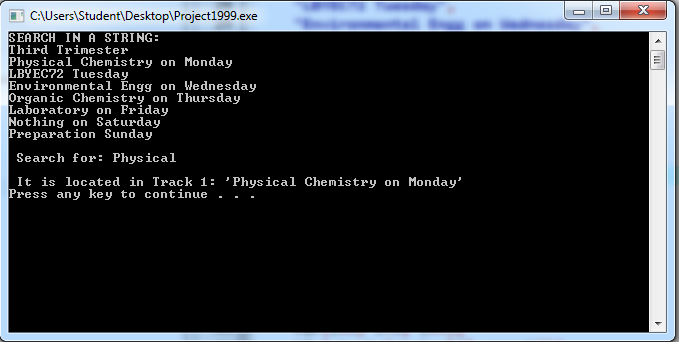 "LBYEC72 Tuesday",
"Environmental Engg on Wednesday",
C:\Users\Student\Desktop\Project1999.exe
SEARCH IN A STRING:
Third Trimester
Physical Chemistry on Monday
LBYEC72 Tuesday
Environmental Engg on Wednesday
Organic Chemistry on Thursday
Laboratory on Friday
Nothing on Saturday
Preparation Sunday
Search for: Physical
It is located in Track 1: 'Physical Chemistry on Monday'
Press any key to continue . . .